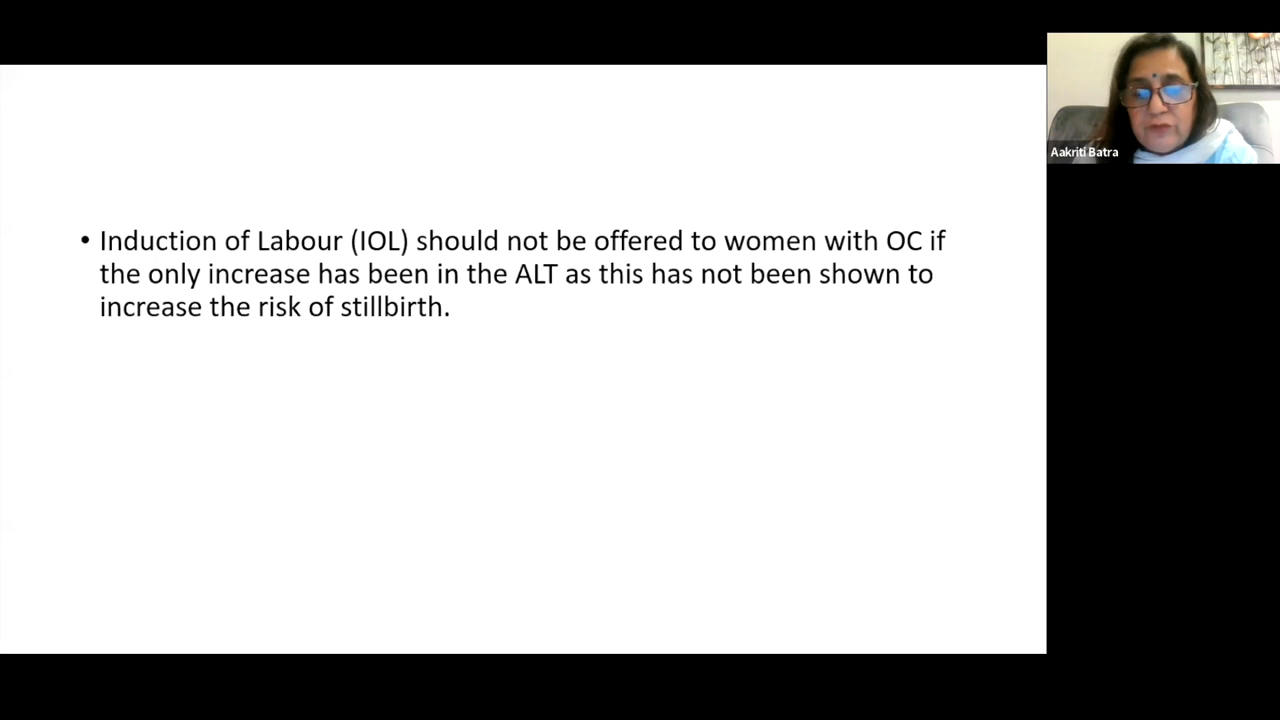 • Induction of Labour (IOL) should not be offered to women with OC if
the only increase has been in the ALT as this has not been shown to
increase the risk of stillbirth.
Aakriti Batra